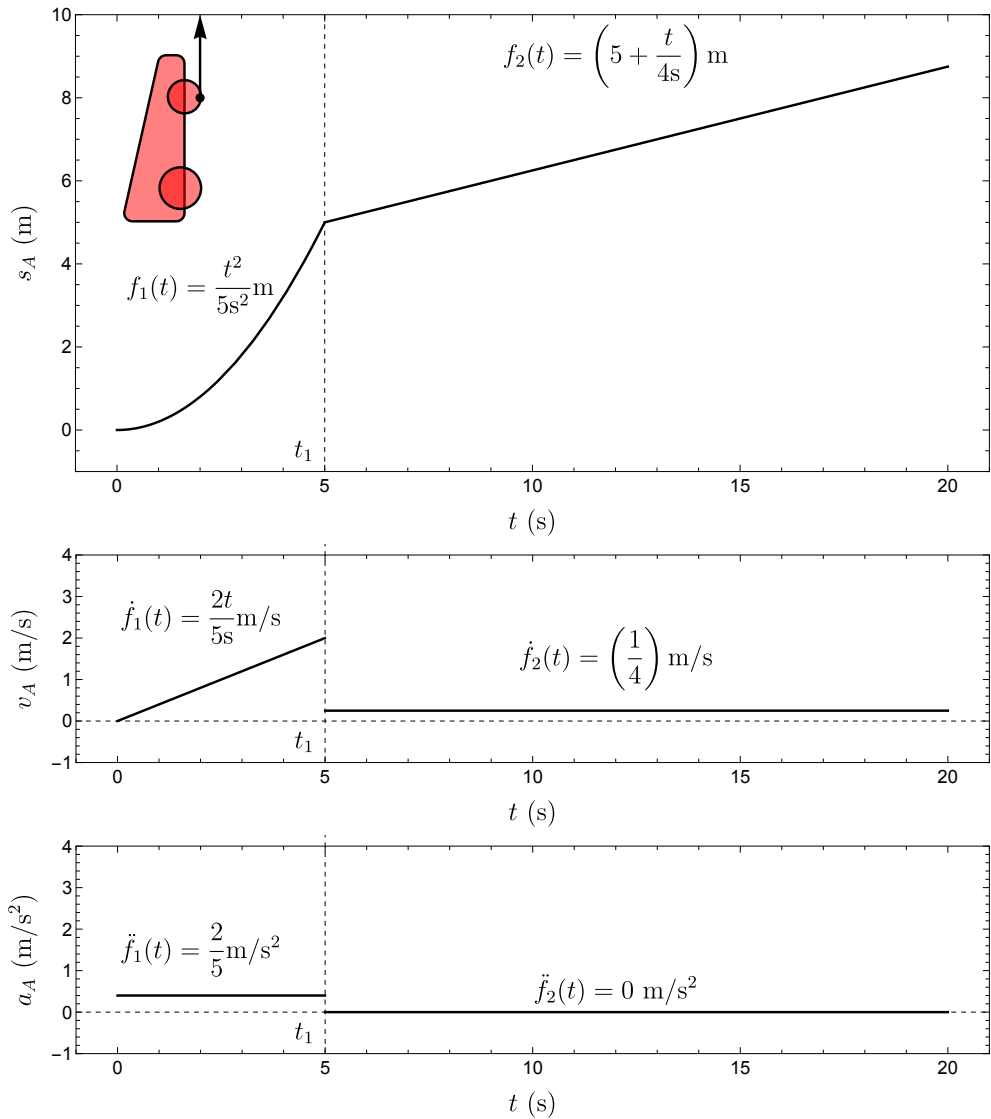 10
f₂(t) = (5 + t/4s) m
8
6
s_A (m)
f₁(t) = t²/5s² m
4
2
0
t₁
0 5 10 15 20
t (s)
4
3
ḟ₁(t) = 2t/5s m/s
2
ḟ₂(t) = (1/4) m/s
v_A (m/s)
1
0
t₁
−1
0 5 10 15 20
t (s)
4
3
2
f̈₁(t) = 2/5 m/s²
a_A (m/s²)
1
f̈₂(t) = 0 m/s²
0
t₁
−1
0 5 10 15 20
t (s)